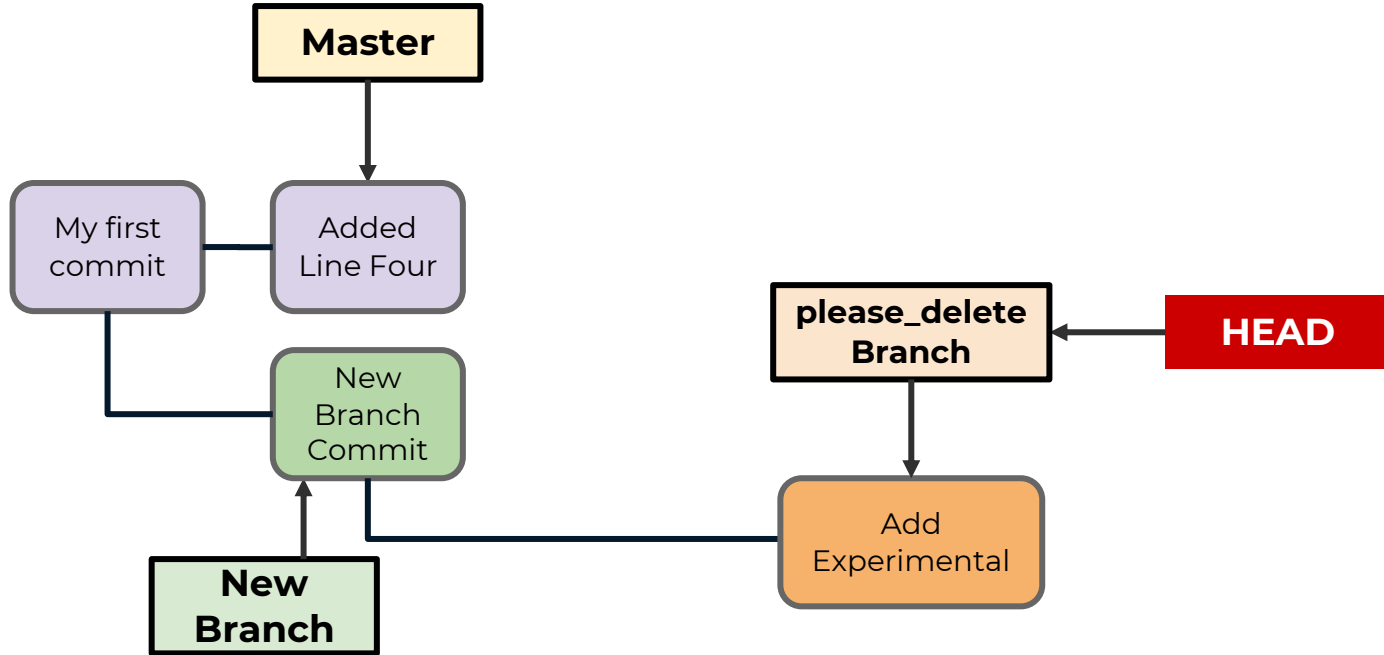 Master
My first
commit
Added
Line Four
please_delete
Branch
HEAD
New
Branch
Commit
Add
Experimental
New
Branch